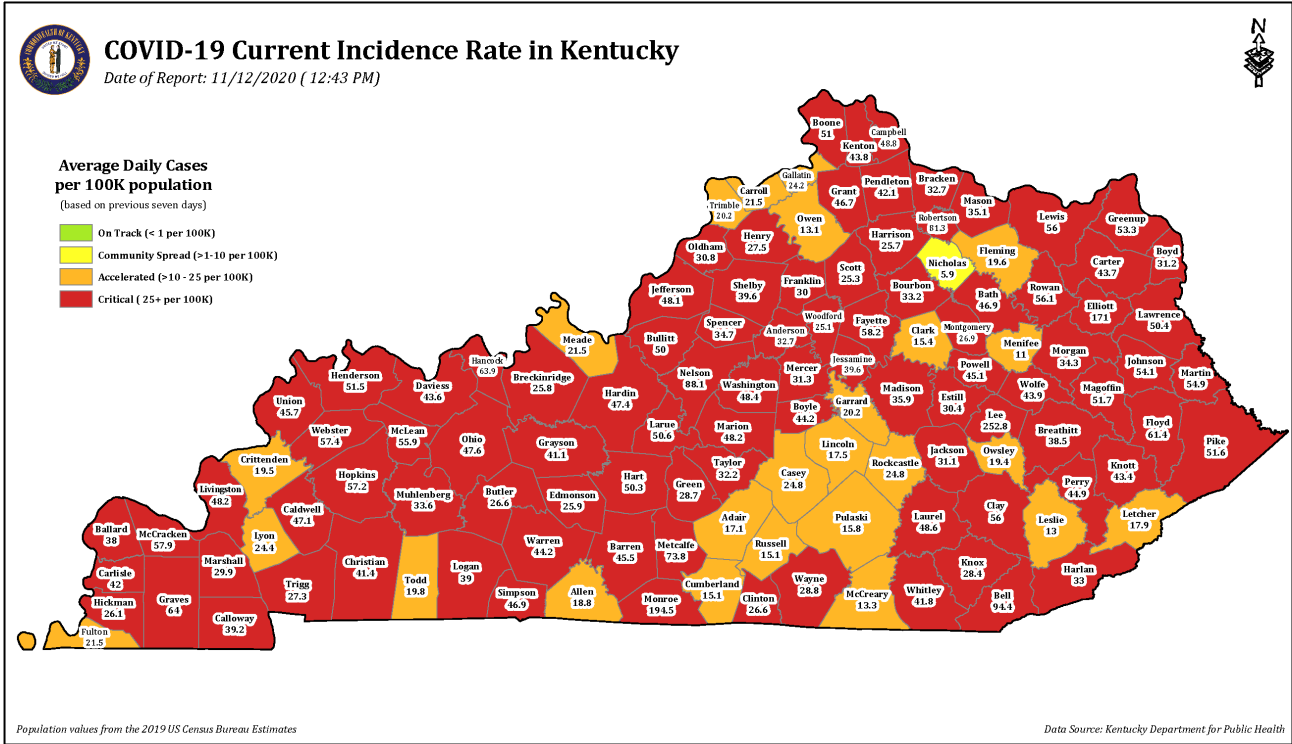 COVID-19 Current Incidence Rate in Kentucky
Date of Report: 11/12/2020 ( 12:43 PM)
N
Average Daily Cases
per 100K population
(based on previous seven days)
On Track (< 1 per 100K)
Community Spread (>1-10 per 100K)
Accelerated (>10 - 25 per 100K)
Critical ( 25+ per 100K)
Boone
51
Campbell
48.8
Kenton
43.8
Gallatin
24.2
Carroll
21.5
Trimble
20.2
Owen
13.1
Grant
46.7
Pendleton
42.1
Bracken
32.7
Mason
35.1
Robertson
81.3
Lewis
56
Greenup
53.3
Boyd
31.2
Carter
43.7
Fleming
19.6
Nicholas
5.9
Harrison
25.7
Henry
27.5
Oldham
30.8
Jefferson
48.1
Shelby
39.6
Franklin
30
Scott
25.3
Bourbon
33.2
Bath
46.9
Rowan
56.1
Elliott
171
Lawrence
50.4
Meade
21.5
Bullitt
50
Spencer
34.7
Anderson
32.7
Woodford
25.1
Fayette
58.2
Clark
15.4
Montgomery
26.9
Menifee
11
Morgan
34.3
Johnson
54.1
Martin
54.9
Hancock
63.9
Breckinridge
25.8
Henderson
51.5
Daviess
43.6
Union
45.7
Webster
57.4
McLean
55.9
Ohio
47.6
Grayson
41.1
Hardin
47.4
Nelson
88.1
Washington
48.4
Mercer
31.3
Jessamine
39.6
Boyle
44.2
Garrard
20.2
Madison
35.9
Estill
30.4
Powell
45.1
Wolfe
43.9
Magoffin
51.7
Lee
252.8
Breathitt
38.5
Floyd
61.4
Pike
51.6
Larue
50.6
Marion
48.2
Lincoln
17.5
Rockcastle
24.8
Jackson
31.1
Owsley
19.4
Perry
44.9
Knott
43.4
Letcher
17.9
Leslie
13
Clay
56
Laurel
48.6
Pulaski
15.8
Casey
24.8
Taylor
32.2
Green
28.7
Hart
50.3
Edmonson
25.9
Butler
26.6
Muhlenberg
33.6
Hopkins
57.2
Crittenden
19.5
Livingston
48.2
Caldwell
47.1
Lyon
24.4
Ballard
38
McCracken
57.9
Carlisle
42
Hickman
26.1
Graves
64
Marshall
29.9
Calloway
39.2
Fulton
21.5
Trigg
27.3
Christian
41.4
Todd
19.8
Logan
39
Simpson
46.9
Warren
44.2
Allen
18.8
Barren
45.5
Metcalfe
73.8
Monroe
194.5
Adair
17.1
Russell
15.1
Cumberland
15.1
Clinton
26.6
Wayne
28.8
McCreary
13.3
Whitley
41.8
Knox
28.4
Bell
94.4
Harlan
33
Population values from the 2019 US Census Bureau Estimates
Data Source: Kentucky Department for Public Health